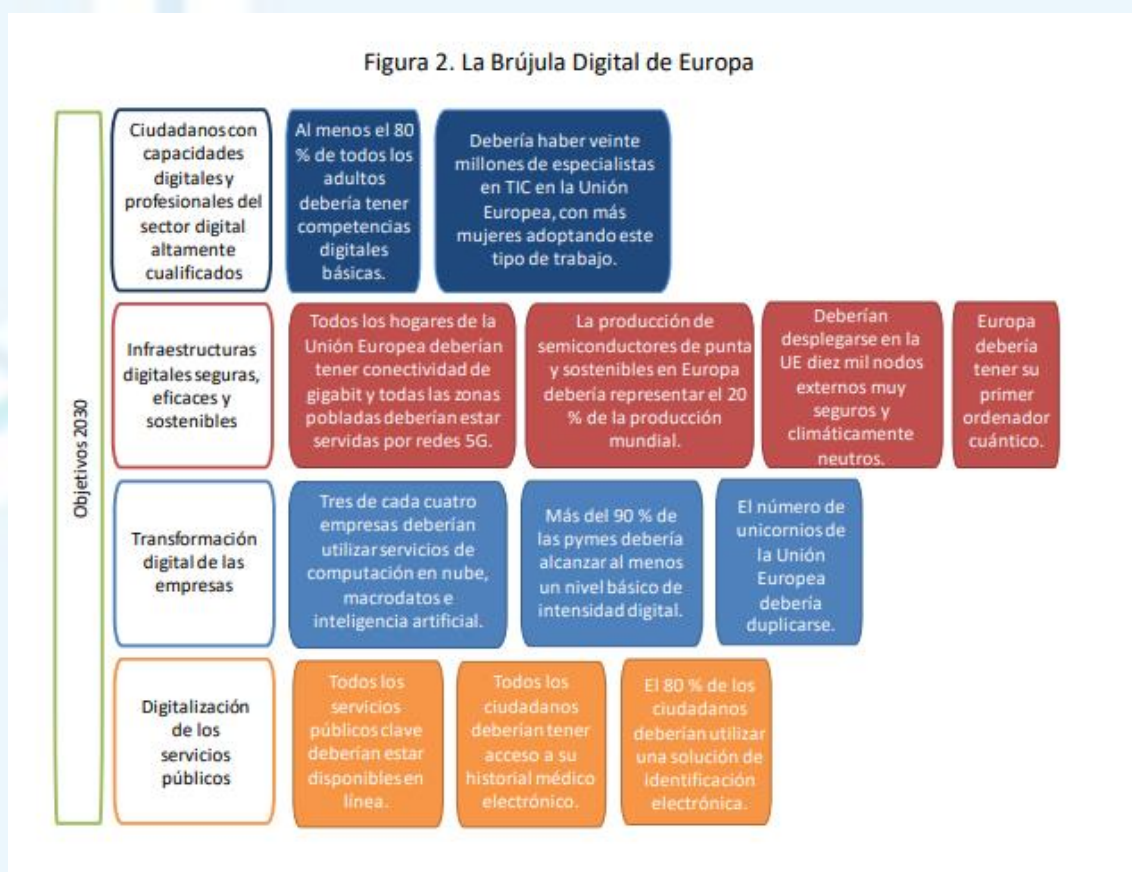 Figura 2. La Brújula Digital de Europa
Objetivos 2030
Ciudadanos con
capacidades
digitales y
profesionales del
sector digital
altamente
cualificados
Al menos el 80
% de todos los
adultos
debería tener
competencias
digitales
básicas.
Debería haber veinte
millones de especialistas
en TIC en la Unión
Europea, con más
mujeres adoptando este
tipo de trabajo.
Infraestructuras
digitales seguras,
eficaces y
sostenibles
Todos los hogares de la
Unión Europea deberían
tener conectividad de
gigabit y todas las zonas
pobladas deberían estar
servidas por redes 5G.
La producción de
semiconductores de punta
y sostenibles en Europa
debería representar el 20
% de la producción
mundial.
Deberían
desplegarse en la
UE diez mil nodos
externos muy
seguros y
climáticamente
neutros.
Europa
debería
tener su
primer
ordenador
cuántico.
Transformación
digital de las
empresas
Tres de cada cuatro
empresas deberían
utilizar servicios de
computación en nube,
macrodatos e
inteligencia artificial.
Más del 90 % de
las pymes debería
alcanzar al menos
un nivel básico de
intensidad digital.
El número de
unicornios de
la Unión
Europea
debería
duplicarse.
Digitalización
de los
servicios
públicos
Todos los
servicios
públicos clave
deberían estar
disponibles en
línea.
Todos los
ciudadanos
deberían tener
acceso a su
historial médico
electrónico.
El 80 % de los
ciudadanos
deberían utilizar
una solución de
identificación
electrónica.